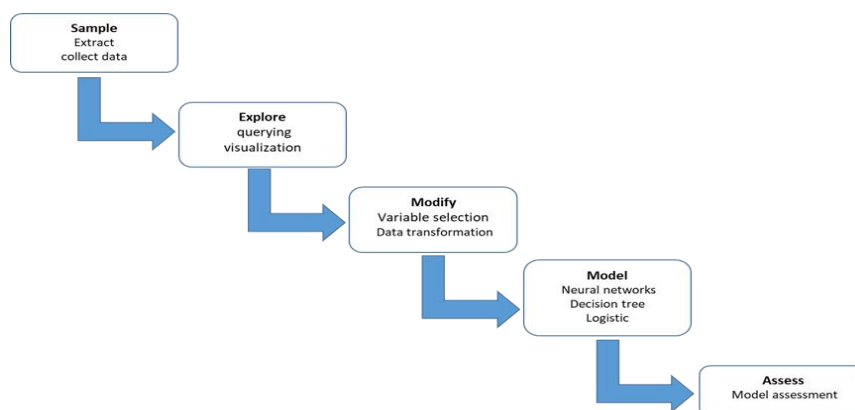 Sample
Extract
collect data
Explore
querying
visualization
Modify
Variable selection
Data transformation
Model
Neural networks
Decision tree
Logistic
Assess
Model assessment